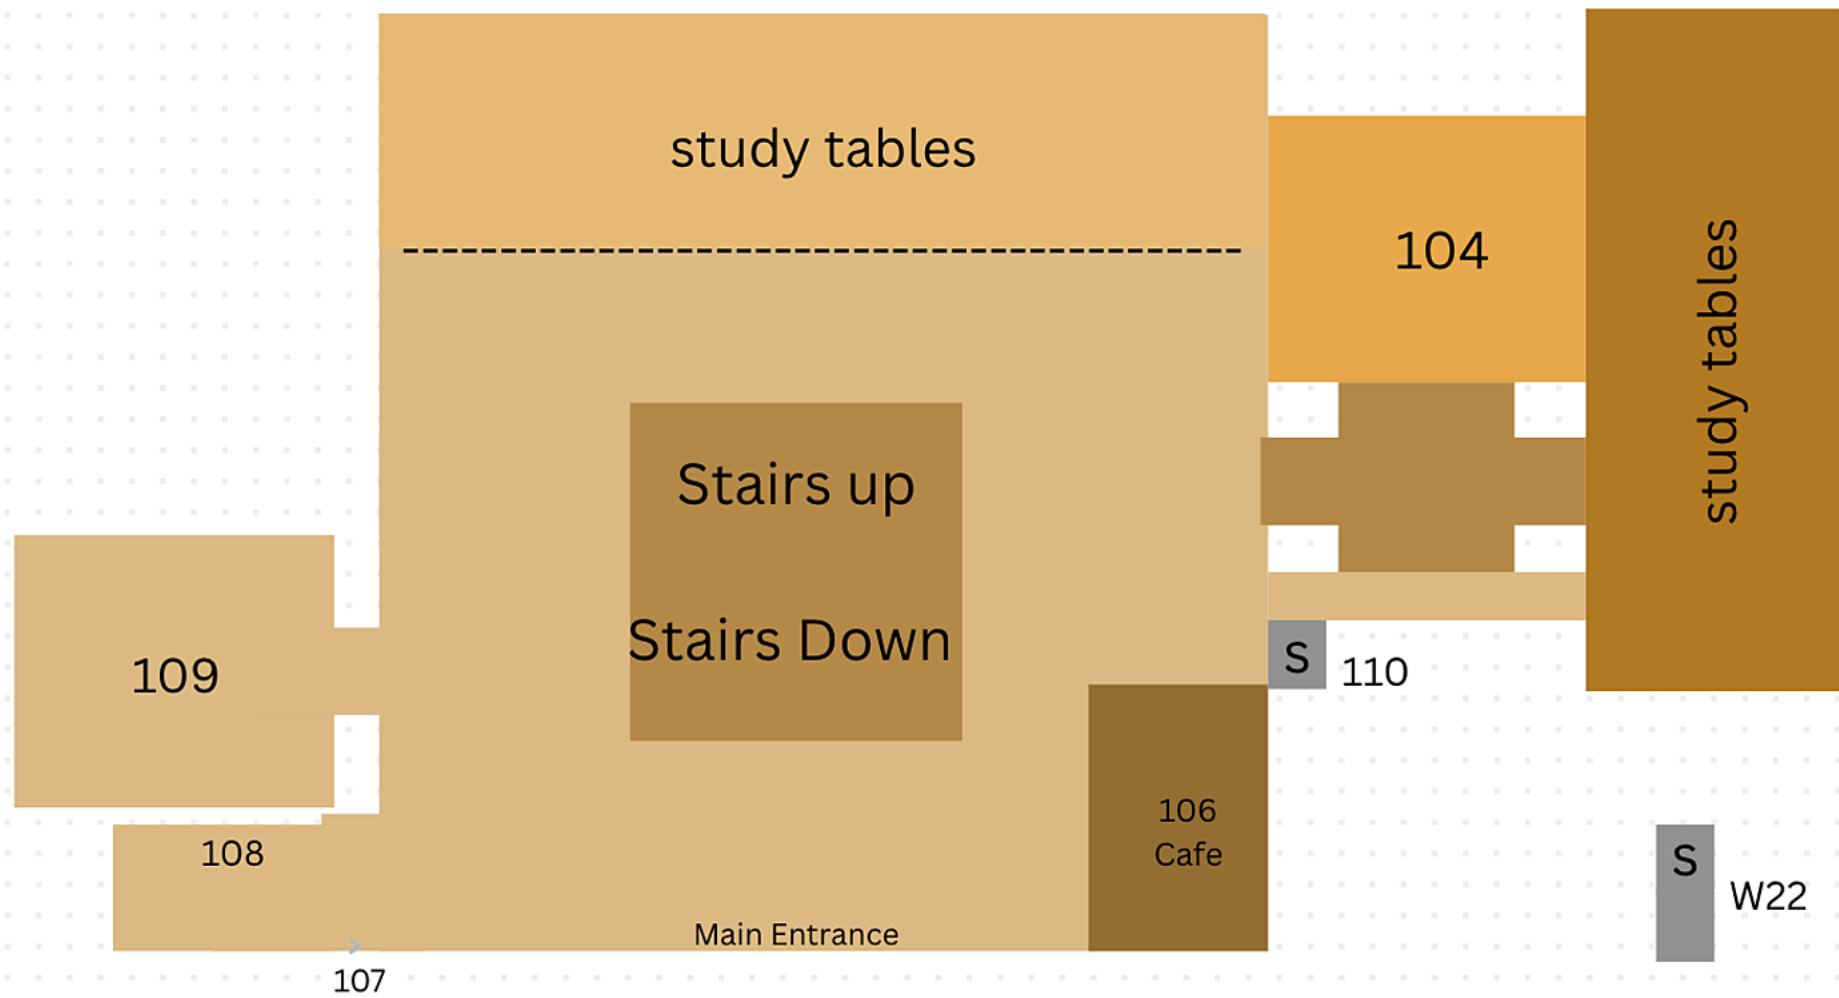 study tables
104
study tables
Stairs up
Stairs Down
109
S
110
106
Cafe
108
S
W22
Main Entrance
107